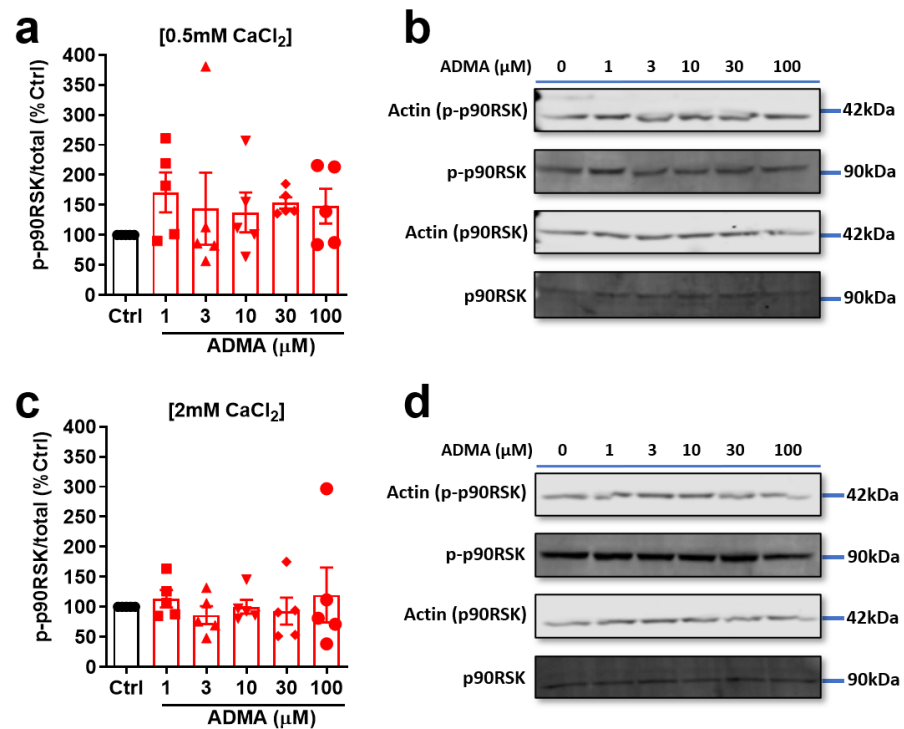 a
[0.5mM CaCl2]
p-p90RSK/total (%Ctrl)
400
350
300
250
200
150
100
50
0
Ctrl 1 3 10 30 100
ADMA (μM)
b
ADMA (μM) 0 1 3 10 30 100
Actin (p-p90RSK) 42kDa
p-p90RSK 90kDa
Actin (p90RSK) 42kDa
p90RSK 90kDa
c
[2mM CaCl2]
p-p90RSK/total (%Ctrl)
400
350
300
250
200
150
100
50
0
Ctrl 1 3 10 30 100
ADMA (μM)
d
ADMA (μM) 0 1 3 10 30 100
Actin (p-p90RSK) 42kDa
p-p90RSK 90kDa
Actin (p90RSK) 42kDa
p90RSK 90kDa